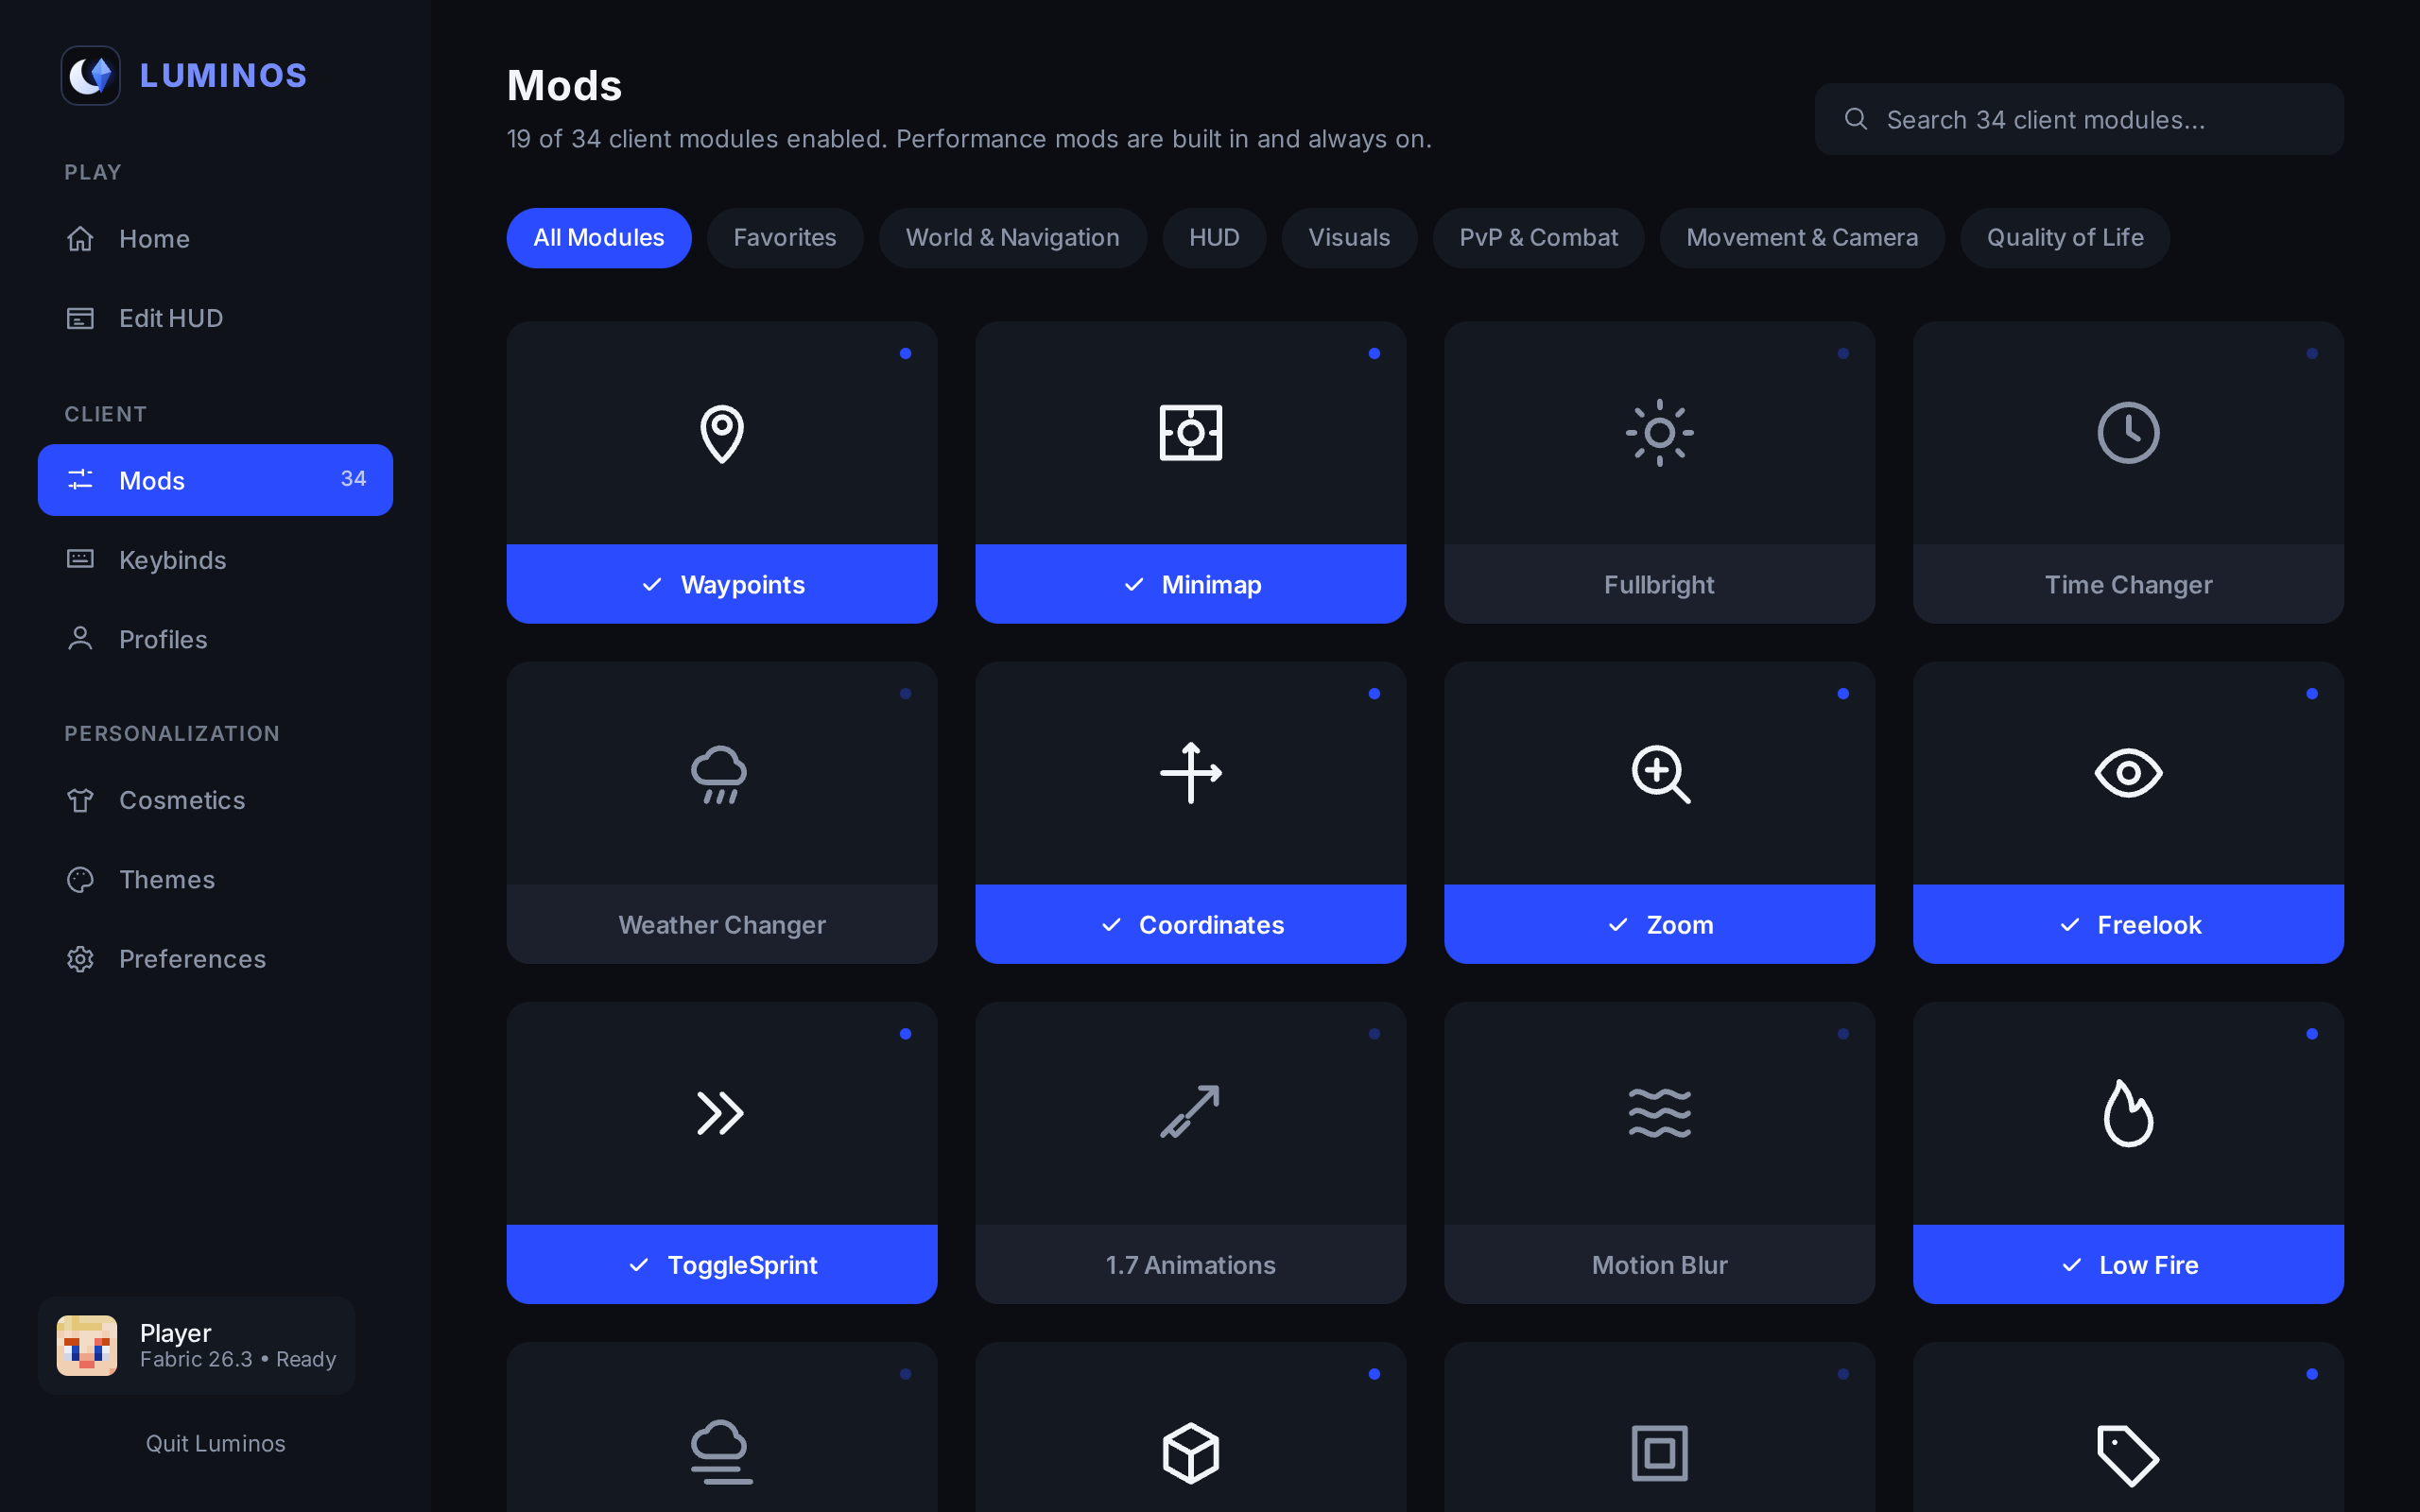 LUMINOS
PLAY
Home
Edit HUD
CLIENT
Mods 34
Keybinds
Profiles
PERSONALIZATION
Cosmetics
Themes
Preferences
Player
Fabric 26.3 • Ready
Quit Luminos
Mods
19 of 34 client modules enabled. Performance mods are built in and always on.
Search 34 client modules...
All Modules Favorites World & Navigation HUD Visuals PvP & Combat Movement & Camera Quality of Life
Waypoints Minimap Fullbright Time Changer
Weather Changer Coordinates Zoom Freelook
ToggleSprint 1.7 Animations Motion Blur Low Fire